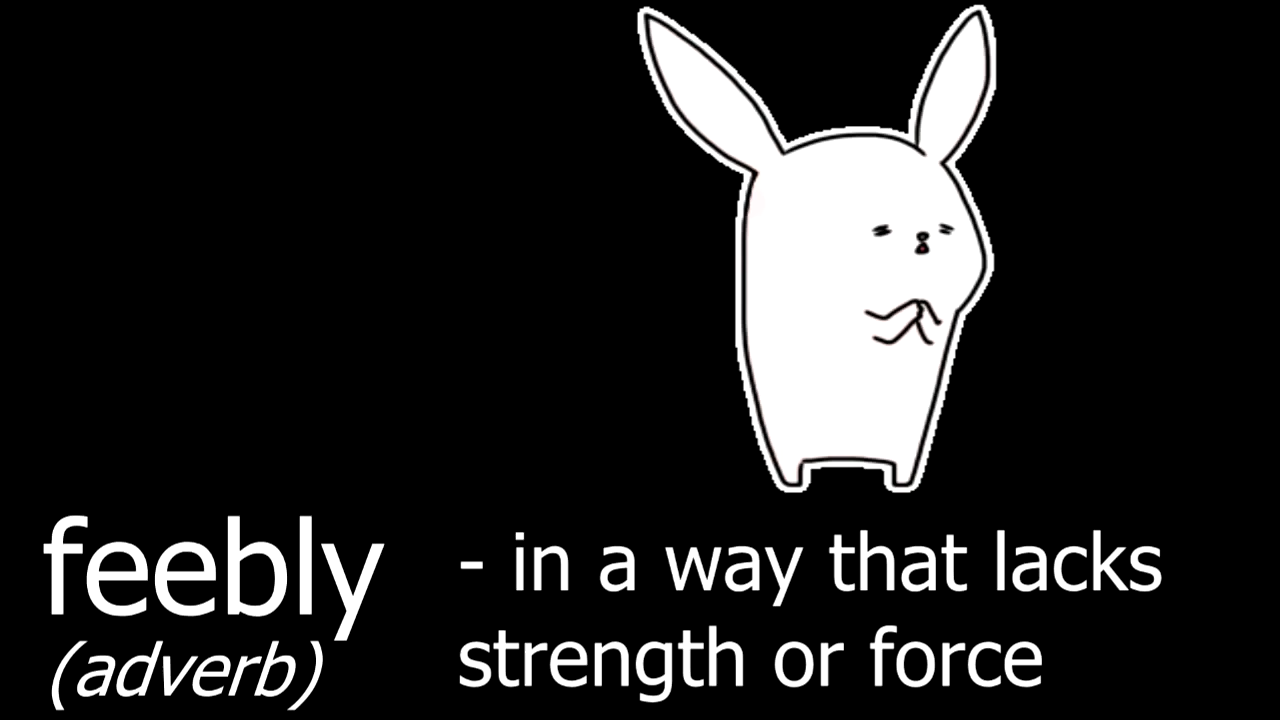 feebly
(adverb)
- in a way that lacks
strength or force